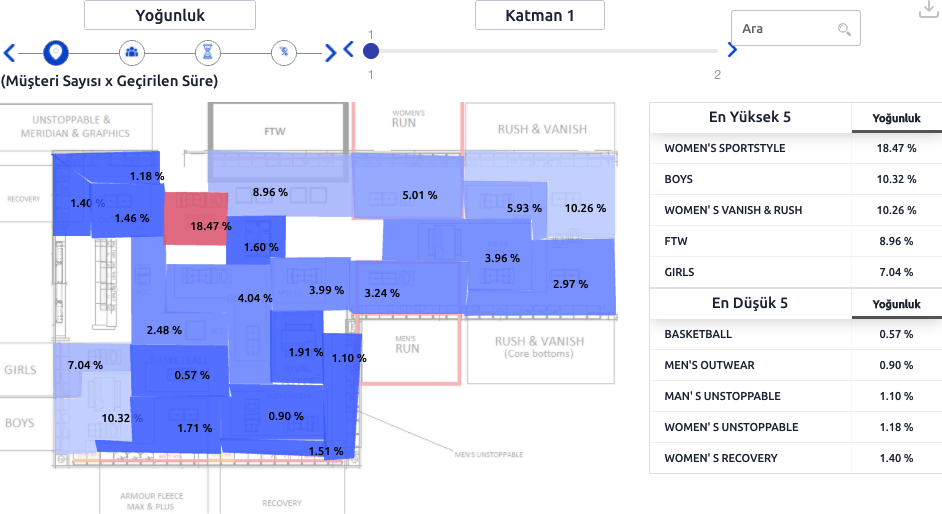 Yoğunluk
Katman 1
Ara
1
1
2
(Müşteri Sayısı x Geçirilen Süre)
UNSTOPPABLE &
MERIDIAN & GRAPHICS
FTW
WOMEN'S
RUN
RUSH & VANISH
RECOVERY
1.18 %
1.40 %
1.46 %
18.47 %
8.96 %
5.01 %
5.93 %
10.26 %
1.60 %
3.96 %
2.97 %
4.04 %
3.99 %
3.24 %
2.48 %
1.91 %
1.10 %
MEN'S
RUN
RUSH & VANISH
(Core bottoms)
GIRLS
7.04 %
0.57 %
BOYS
10.32 %
1.71 %
0.90 %
1.51 %
MEN'S UNSTOPPABLE
ARMOUR FLEECE
MAX & PLUS
RECOVERY
En Yüksek 5 Yoğunluk
WOMEN'S SPORTSTYLE 18.47 %
BOYS 10.32 %
WOMEN' S VANISH & RUSH 10.26 %
FTW 8.96 %
GIRLS 7.04 %
En Düşük 5 Yoğunluk
BASKETBALL 0.57 %
MEN'S OUTWEAR 0.90 %
MAN' S UNSTOPPABLE 1.10 %
WOMEN' S UNSTOPPABLE 1.18 %
WOMEN' S RECOVERY 1.40 %